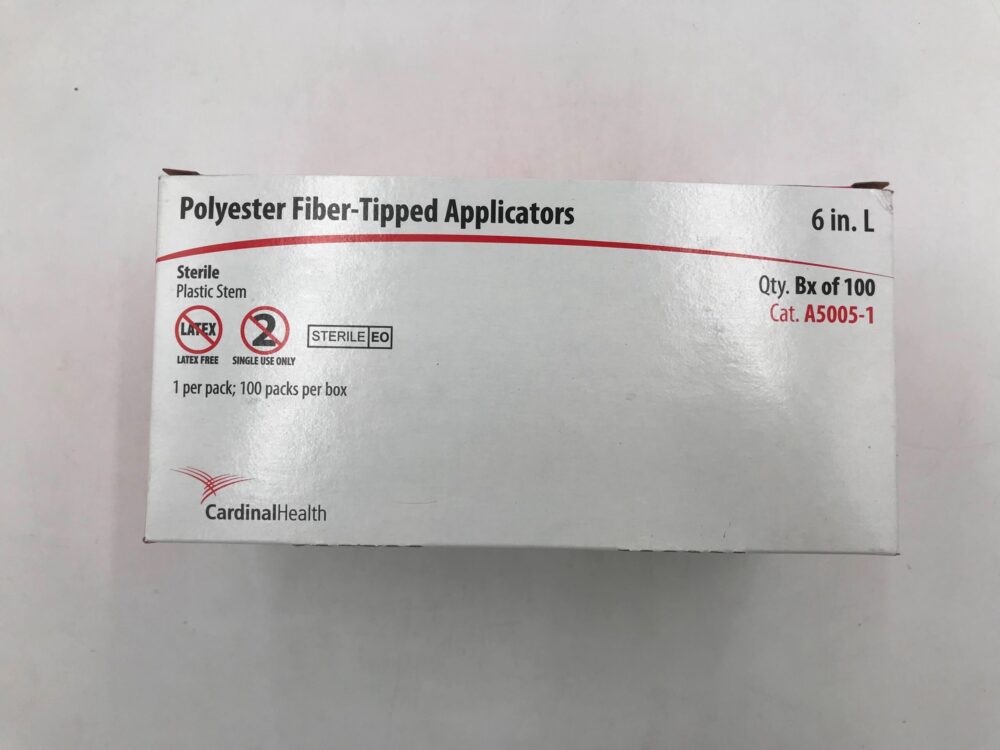 Polyester Fiber-Tipped Applicators
6 in. L
Sterile
Plastic Stem
Qty. Bx of 100
Cat. A5005-1
LATEX
2
STERILE EO
LATEX FREE
SINGLE USE ONLY
1 per pack; 100 packs per box
CardinalHealth